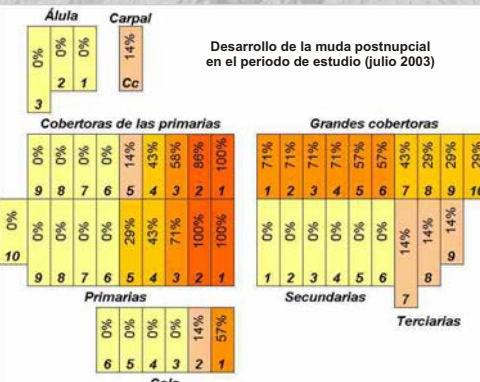 Álula
Carpal
Desarrollo de la muda postnupcial
en el periodo de estudio (julio 2003)
0% 0% 0% 14%
3 2 1 Cc
Cobertoras de las primarias
Grandes cobertoras
0% 0% 0% 0% 14% 43% 58% 86% 100%
9 8 7 6 5 4 3 2 1
71% 71% 71% 71% 57% 57% 43% 29% 29% 29%
1 2 3 4 5 6 7 8 9 10
0% 0% 0% 0% 0% 29% 43% 71% 100% 100%
10 9 8 7 6 5 4 3 2 1
0% 0% 0% 0% 0% 0% 14% 14% 14%
1 2 3 4 5 6 7 8 9
Primarias
Secundarias
Terciarias
0% 0% 0% 0% 14% 57%
6 5 4 3 2 1
Cola